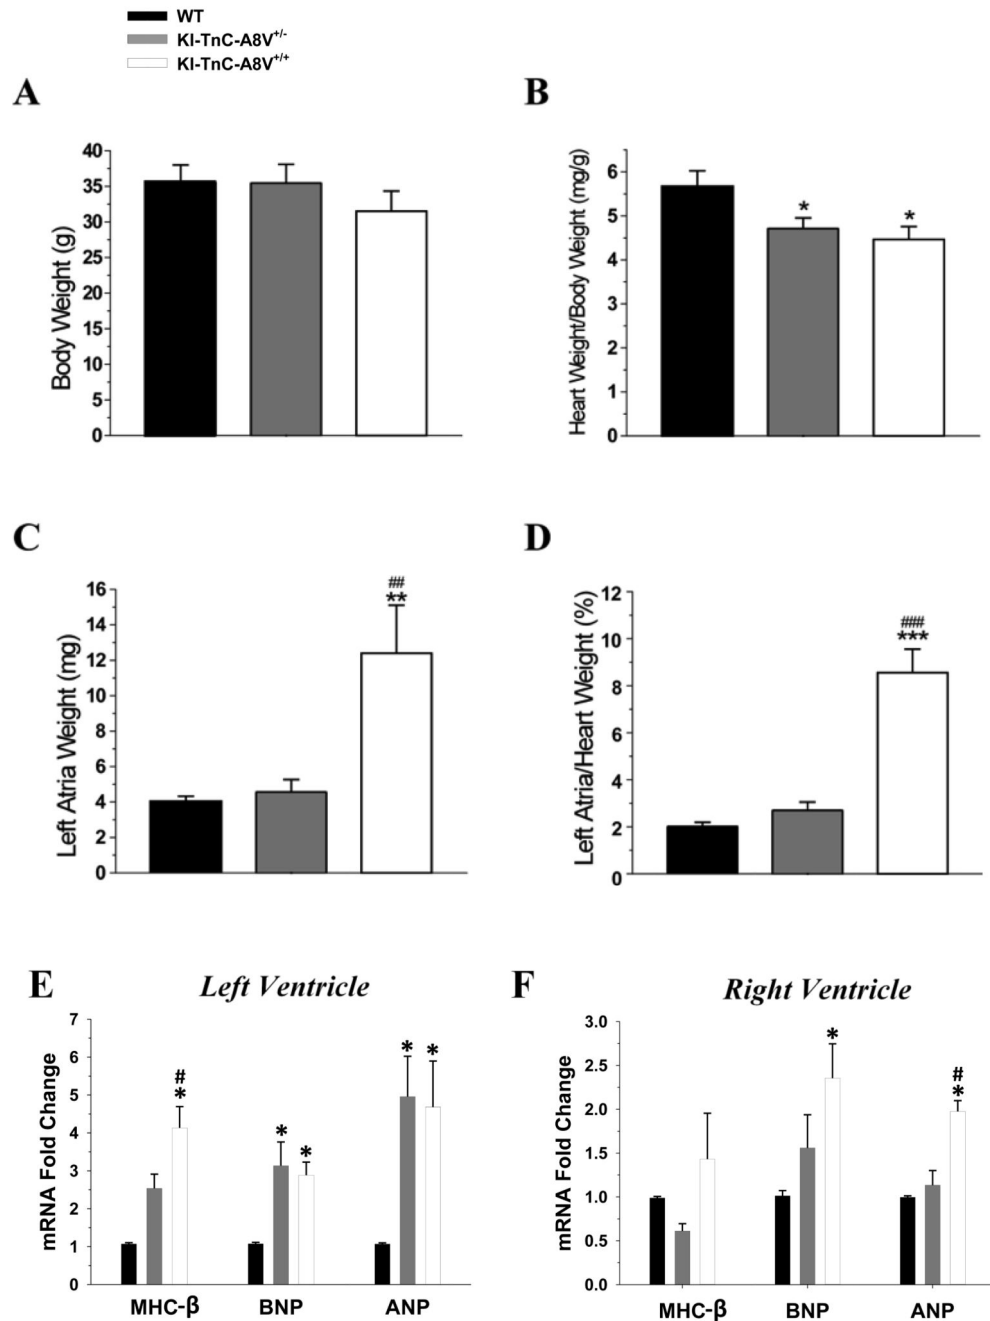 WT
KI-TnC-A8V+/-
KI-TnC-A8V+/+
A
B
Body Weight (g)
40
35
30
25
20
15
10
5
0
Heart Weight/Body Weight (mg/g)
6
5
4
3
2
1
0
*
*
C
D
Left Atria Weight (mg)
16
14
12
10
8
6
4
2
0
##
**
Left Atria/Heart Weight (%)
12
10
8
6
4
2
0
###
***
E
Left Ventricle
F
Right Ventricle
mRNA Fold Change
7
6
5
4
3
2
1
0
#
*
*
*
*
*
MHC-β
BNP
ANP
mRNA Fold Change
3.0
2.5
2.0
1.5
1.0
0.5
0.0
*
#
*
MHC-β
BNP
ANP